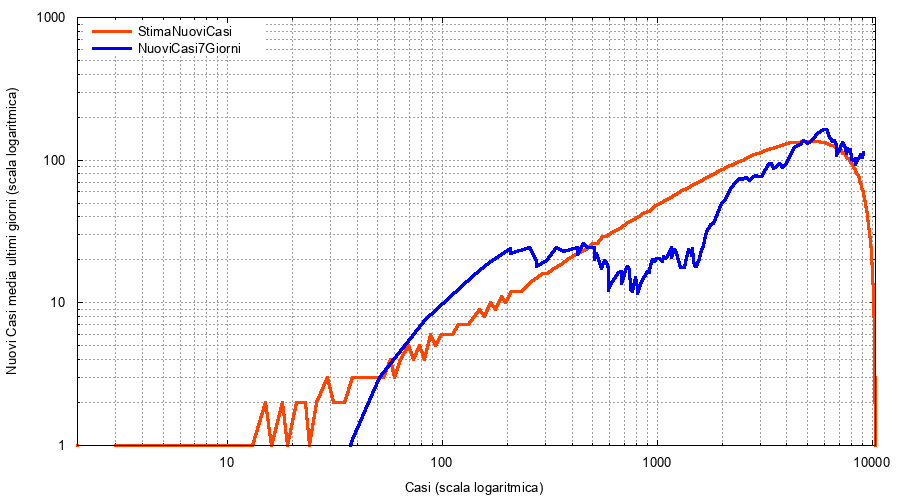 1000
StimaNuoviCasi
NuoviCasi7Giorni
Nuovi Casi media ultimi giorni (scala logaritmica)
100
10
1
10 100 1000 10000
Casi (scala logaritmica)